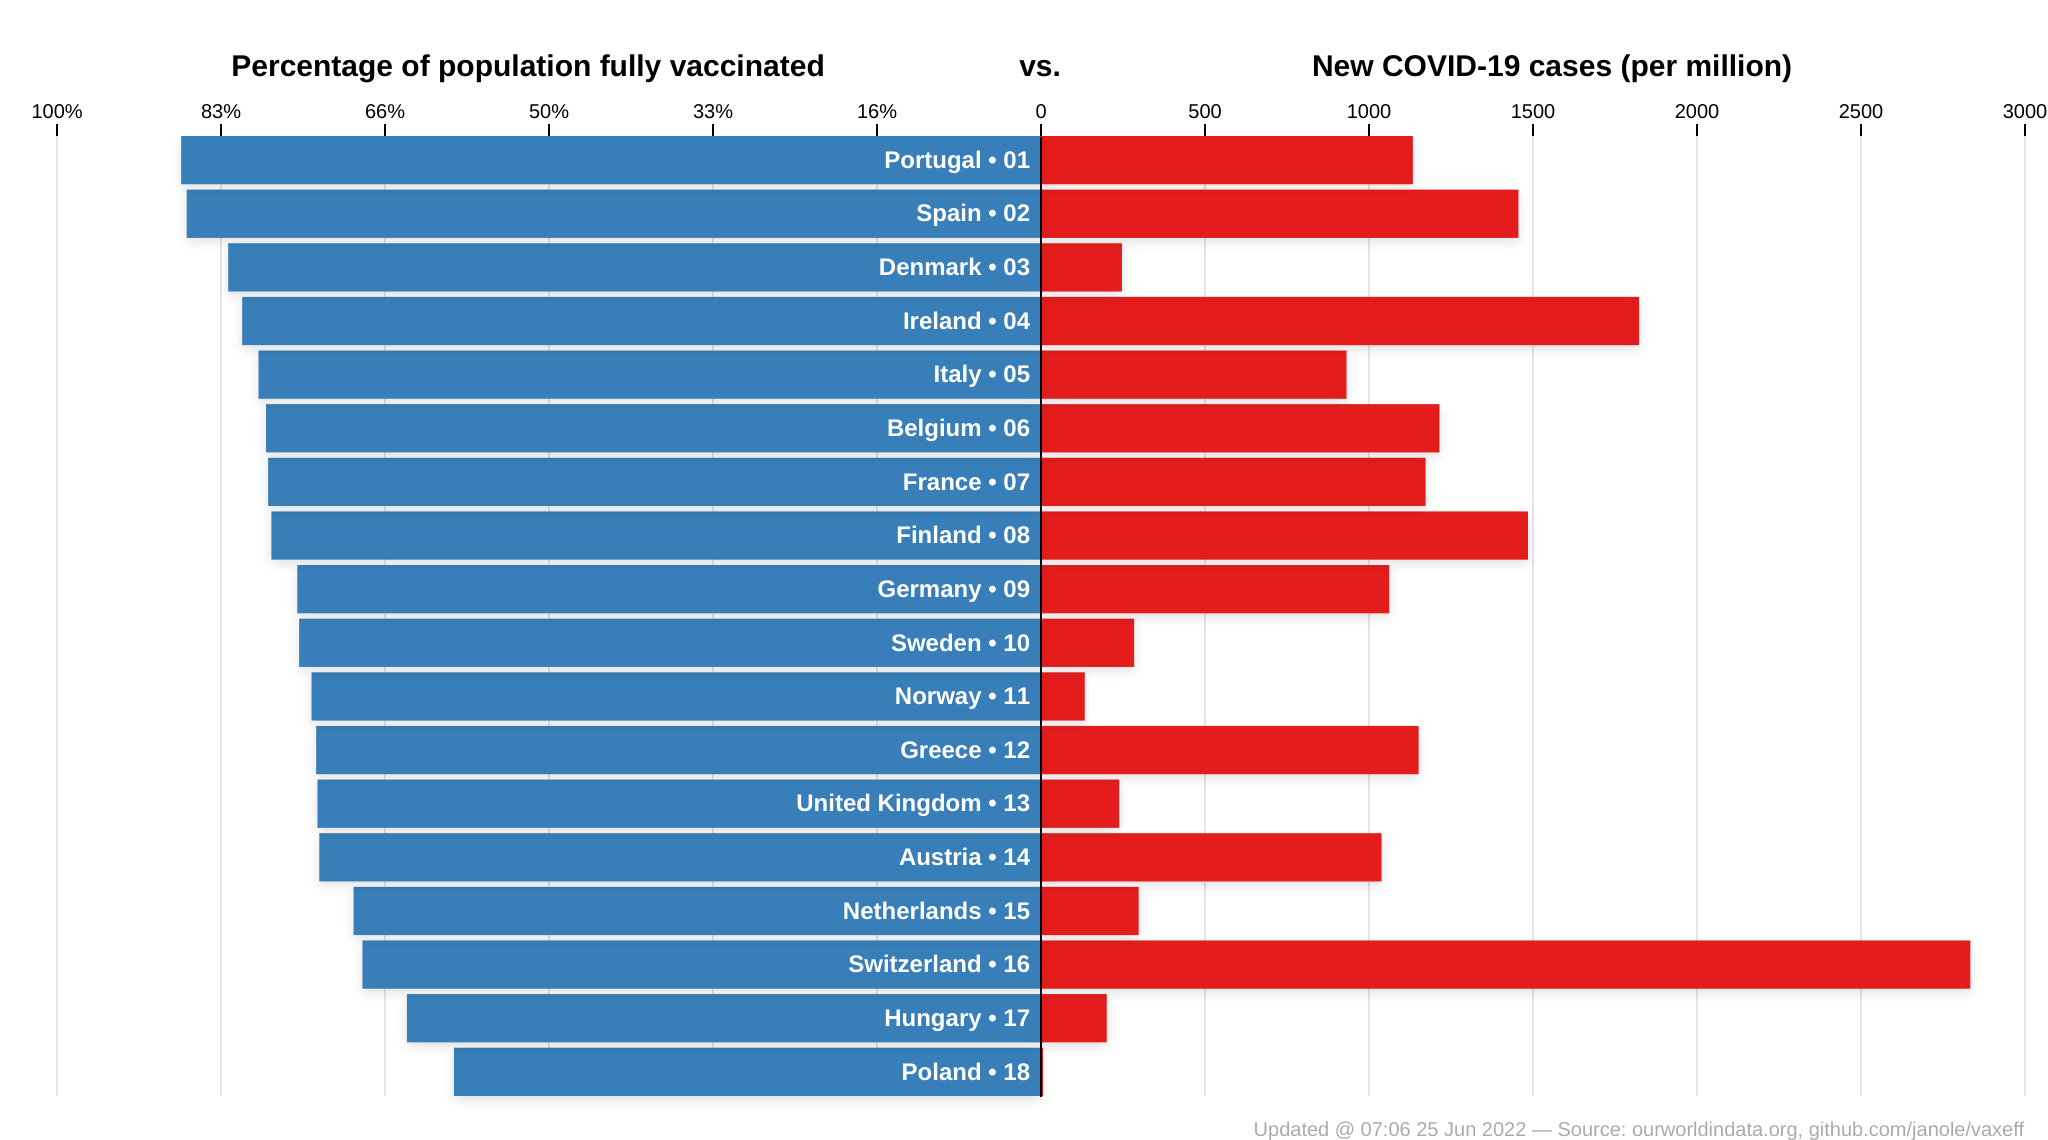 Percentage of population fully vaccinated vs. New COVID-19 cases (per million)
100% 83% 66% 50% 33% 16% 0 500 1000 1500 2000 2500 3000
Portugal • 01
Spain • 02
Denmark • 03
Ireland • 04
Italy • 05
Belgium • 06
France • 07
Finland • 08
Germany • 09
Sweden • 10
Norway • 11
Greece • 12
United Kingdom • 13
Austria • 14
Netherlands • 15
Switzerland • 16
Hungary • 17
Poland • 18
Updated @ 07:06 25 Jun 2022 — Source: ourworldindata.org, github.com/janole/vaxeff